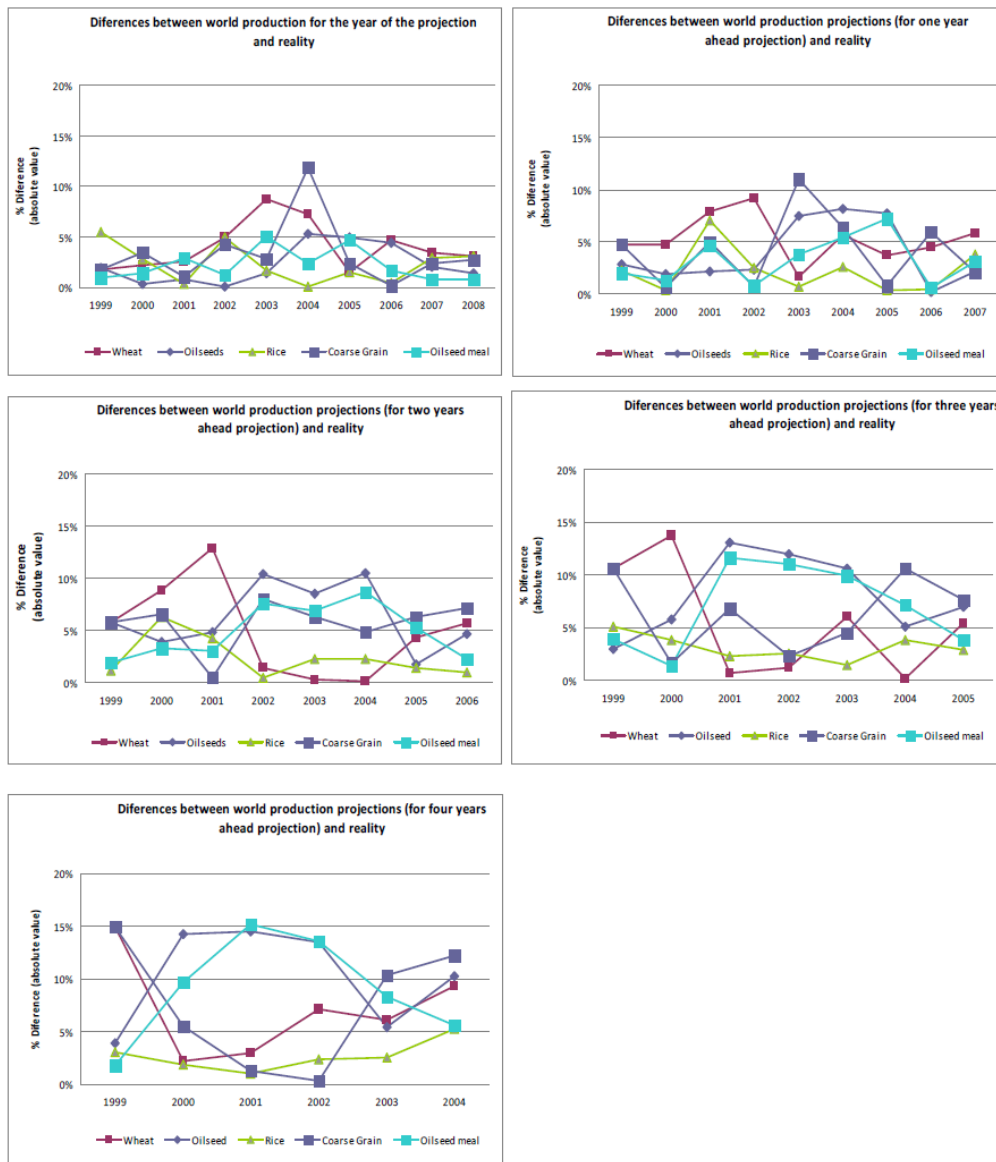 Diferences between world production for the year of the projection
and reality
% Diference
(absolute value)
20%
15%
10%
5%
0%
1999 2000 2001 2002 2003 2004 2005 2006 2007 2008
Wheat Oilseeds Rice Coarse Grain Oilseed meal
Diferences between world production projections (for one year
ahead projection) and reality
% Diference
(absolute value)
20%
15%
10%
5%
0%
1999 2000 2001 2002 2003 2004 2005 2006 2007
Wheat Oilseeds Rice Coarse Grain Oilseed meal
Diferences between world production projections (for two years
ahead projection) and reality
% Diference
(absolute value)
20%
15%
10%
5%
0%
1999 2000 2001 2002 2003 2004 2005 2006
Wheat Oilseeds Rice Coarse Grain Oilseed meal
Diferences between world production projections (for three years
ahead projection) and reality
% Diference
(absolute value)
20%
15%
10%
5%
0%
1999 2000 2001 2002 2003 2004 2005
Wheat Oilseed Rice Coarse Grain Oilseed meal
Diferences between world production projections (for four years
ahead projection) and reality
% Diference (absolute value)
20%
15%
10%
5%
0%
1999 2000 2001 2002 2003 2004
Wheat Oilseed Rice Coarse Grain Oilseed meal